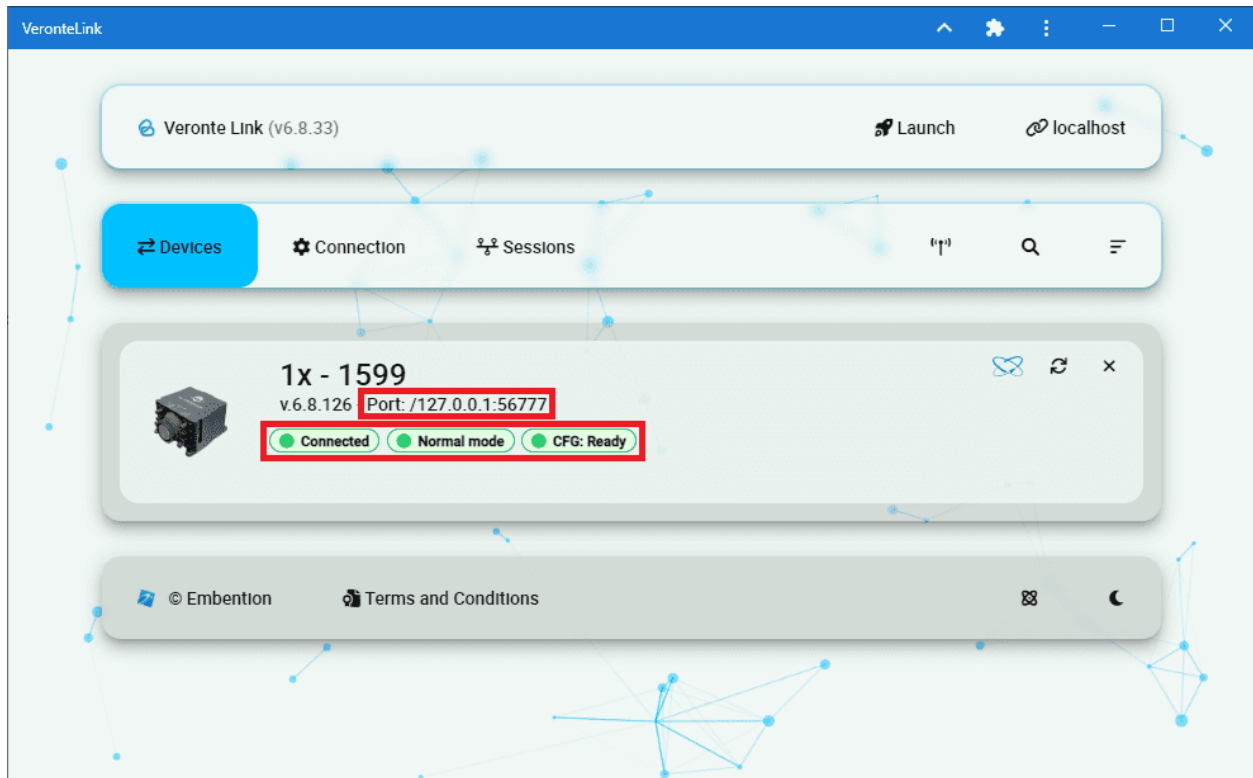 VeronteLink
Veronte Link (v6.8.33) Launch localhost
Devices Connection Sessions
1x - 1599
v.6.8.126 - Port: /127.0.0.1:56777
Connected Normal mode CFG: Ready
© Embention Terms and Conditions